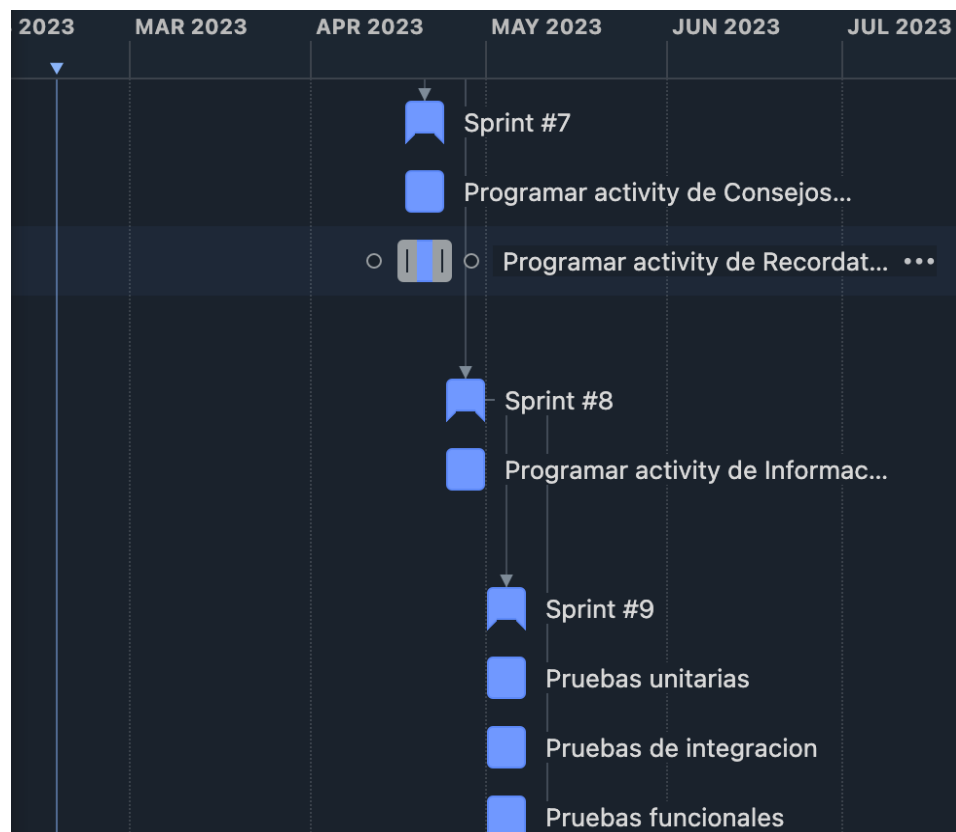 2023 MAR 2023 APR 2023 MAY 2023 JUN 2023 JUL 2023
Sprint #7
Programar activity de Consejos...
Programar activity de Recordat... •••
Sprint #8
Programar activity de Informac...
Sprint #9
Pruebas unitarias
Pruebas de integracion
Pruebas funcionales